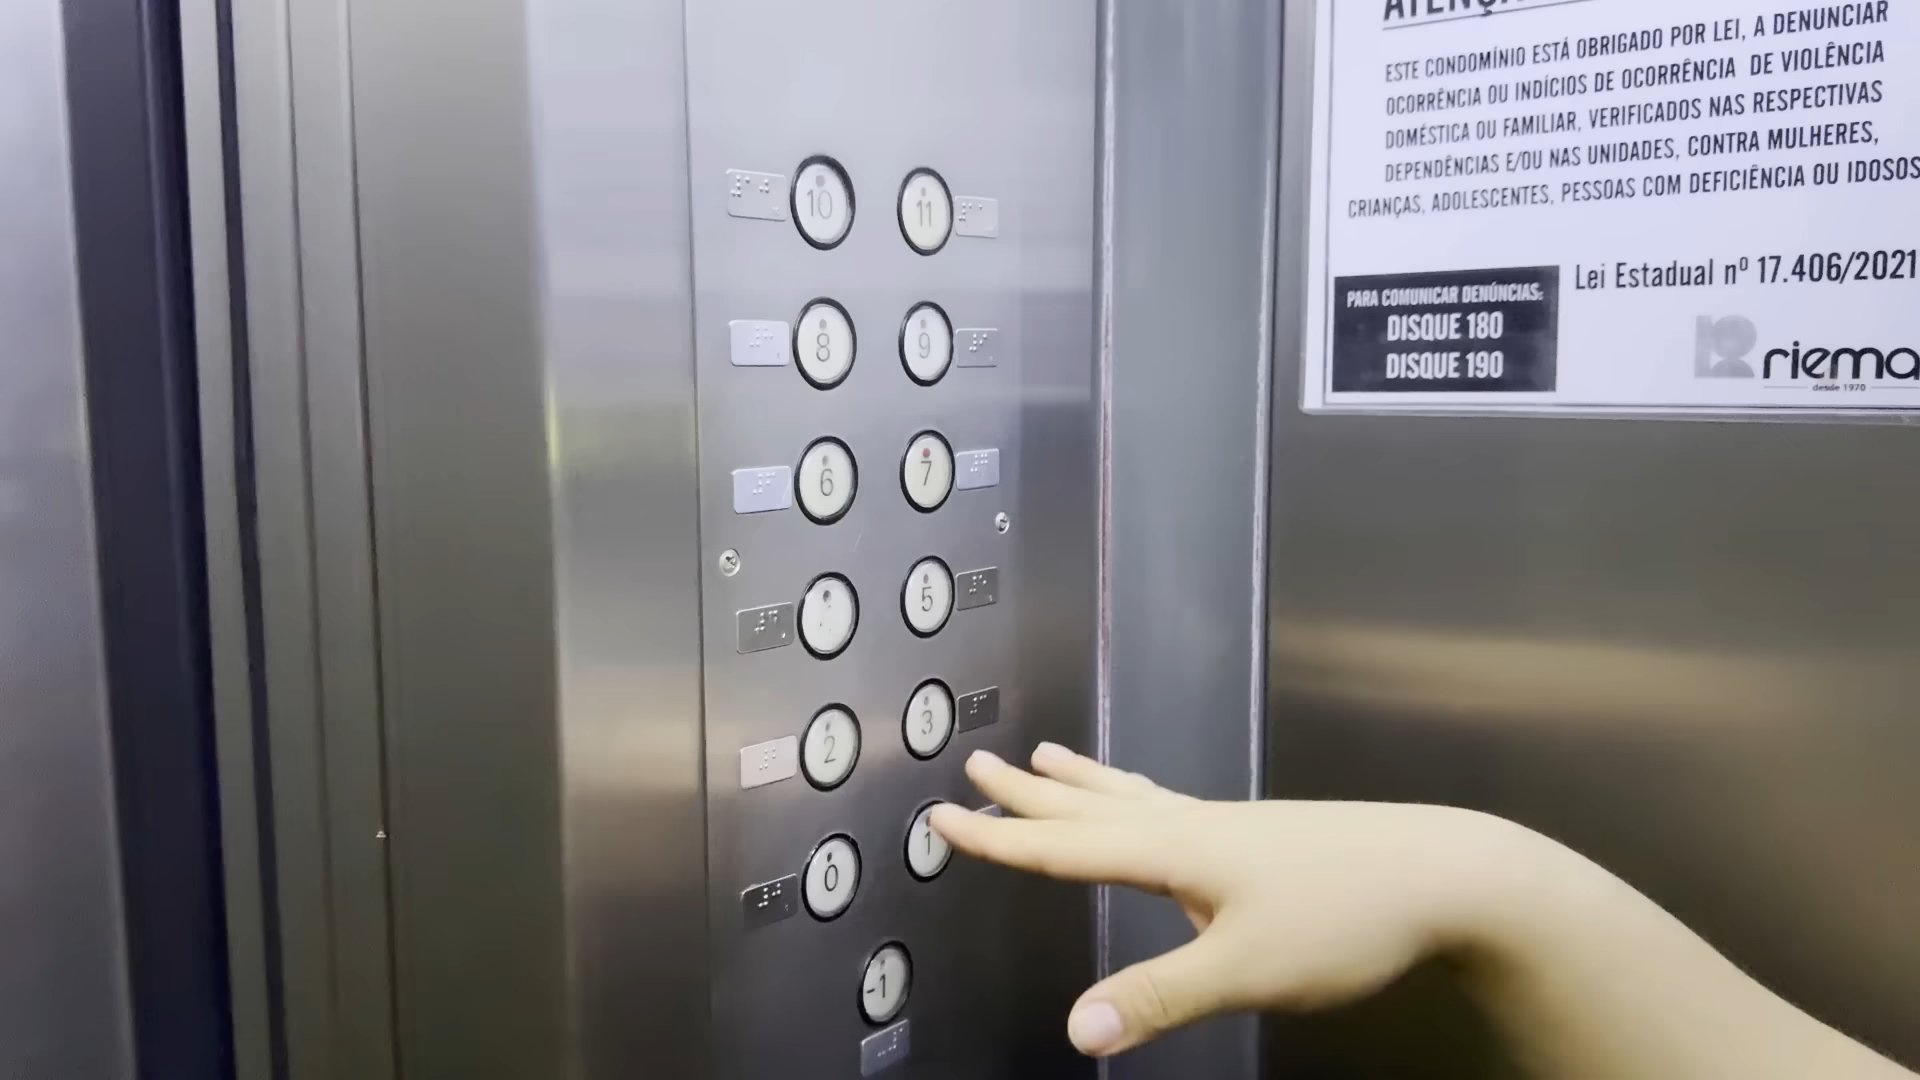 ESTE CONDOMÍNIO ESTÁ OBRIGADO POR LEI, A DENUNCIAR
OCORRÊNCIA OU INDÍCIOS DE OCORRÊNCIA DE VIOLÊNCIA
DOMÉSTICA OU FAMILIAR, VERIFICADOS NAS RESPECTIVAS
DEPENDÊNCIAS E/OU NAS UNIDADES, CONTRA MULHERES,
CRIANÇAS, ADOLESCENTES, PESSOAS COM DEFICIÊNCIA OU IDOSOS
Lei Estadual nº 17.406/2021
PARA COMUNICAR DENÚNCIAS:
DISQUE 180
DISQUE 190
riema
desde 1970
10 11
8 9
6 7
5
2 3
0 1
-1